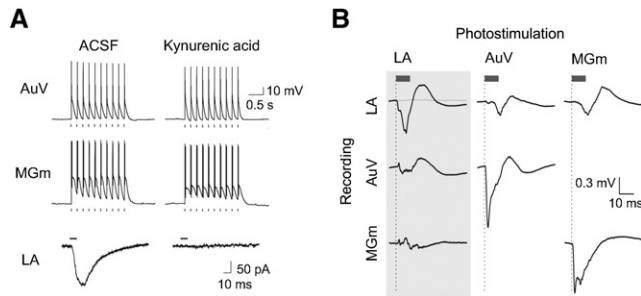 A
ACSF
Kynurenic acid
AuV
10 mV
0.5 s
MGm
LA
50 pA
10 ms
B
Photostimulation
LA
AuV
MGm
Recording
LA
AuV
MGm
0.3 mV
10 ms